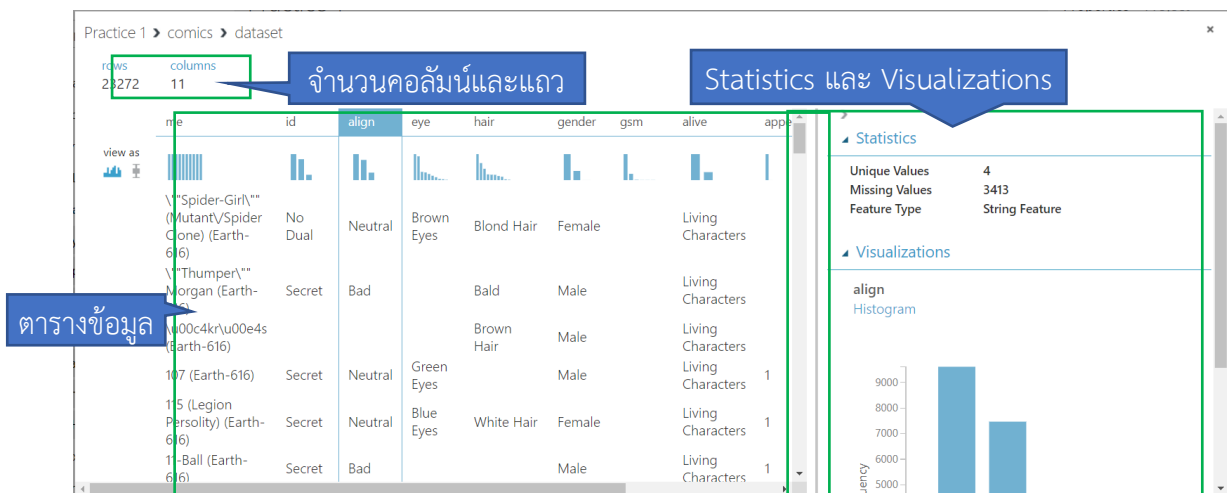 Practice 1 > comics > dataset
rows columns
23272 11
จำนวนคอลัมน์และแถว
Statistics และ Visualizations
me id align eye hair gender gsm alive appe
view as
\""Spider-Girl\""
(Mutant\/Spider
Clone) (Earth-
616)
No
Dual
Neutral
Brown
Eyes
Blond Hair
Female
Living
Characters
\""Thumper\""
Morgan (Earth-
Secret
Bad
Bald
Male
Living
Characters
\u00c4kr\u00e4s
(Earth-616)
Brown
Hair
Male
Living
Characters
107 (Earth-616)
Secret
Neutral
Green
Eyes
Male
Living
Characters
1
115 (Legion
Persolity) (Earth-
616)
Secret
Neutral
Blue
Eyes
White Hair
Female
Living
Characters
1
11-Ball (Earth-
616)
Secret
Bad
Male
Living
Characters
1
ตารางข้อมูล
Statistics
Unique Values 4
Missing Values 3413
Feature Type String Feature
Visualizations
align
Histogram
9000
8000
7000
6000
5000